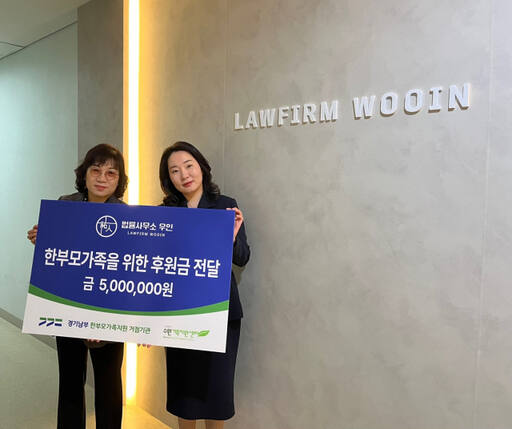 LAWFIRM WOOIN
법률사무소 우인
LAWFIRM WOOIN
한부모가족을 위한 후원금 전달
금 5,000,000원
경기남부 한부모가족지원 거점기관